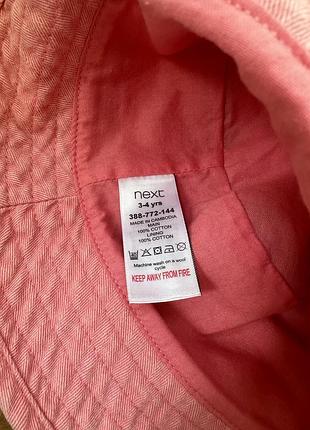 next
3-4 yrs
388-772-144
MADE IN CAMBODIA
MAIN
100% COTTON
LINING
100% COTTON
Machine wash on a wool
cycle
KEEP AWAY FROM FIRE